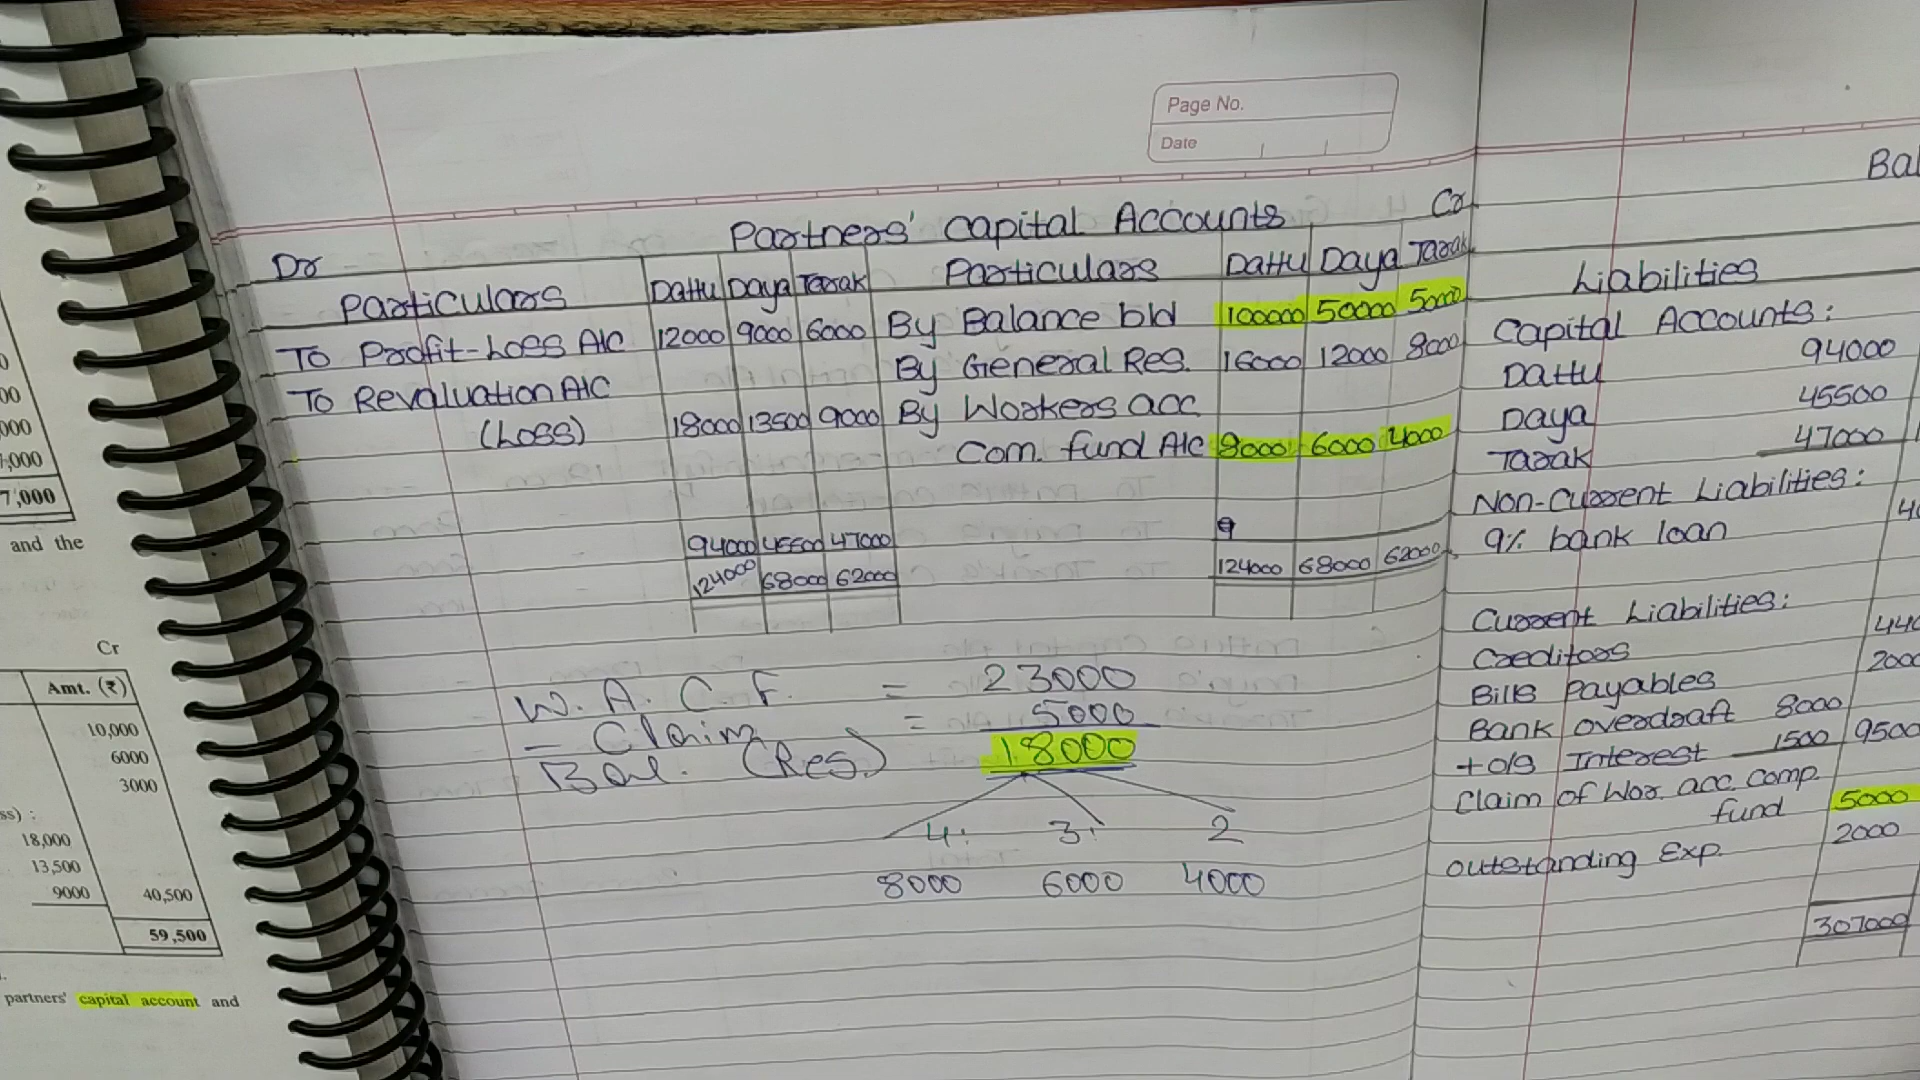 Page No.
Date
Partners' Capital Accounts
Dr Cr
Particulars Dattu Daya Tarak Particulars Dattu Daya Tarak
To Profit-Loss A/c 12000 9000 6000 By Balance b/d 100000 50000 50000
By General Res. 16000 12000 8000
To Revaluation A/c
(Loss) 18000 13500 9000 By Workers acc
Com. fund A/c 8000 6000 4000
94000 45500 47000
124000 68000 62000 124000 68000 62000
W. A. C. F. = 23000
- Claim = 5000
Bal. (Res.) 18000
4: 3: 2
8000 6000 4000
Bal
Liabilities
Capital Accounts:
Dattu 94000
Daya 45500
Tarak 47000
Non-Current Liabilities:
9% bank loan
Current Liabilities:
Creditors
Bills Payables
Bank overdraft 8000
+ o/s Interest 1500 9500
Claim of Wor. acc. comp.
fund 5000
Outstanding Exp. 2000
307000
7,000
and the
Cr
Amt. (₹)
10,000
6000
3000
ss) :
18,000
13,500
9000 40,500
59,500
partners' capital account and